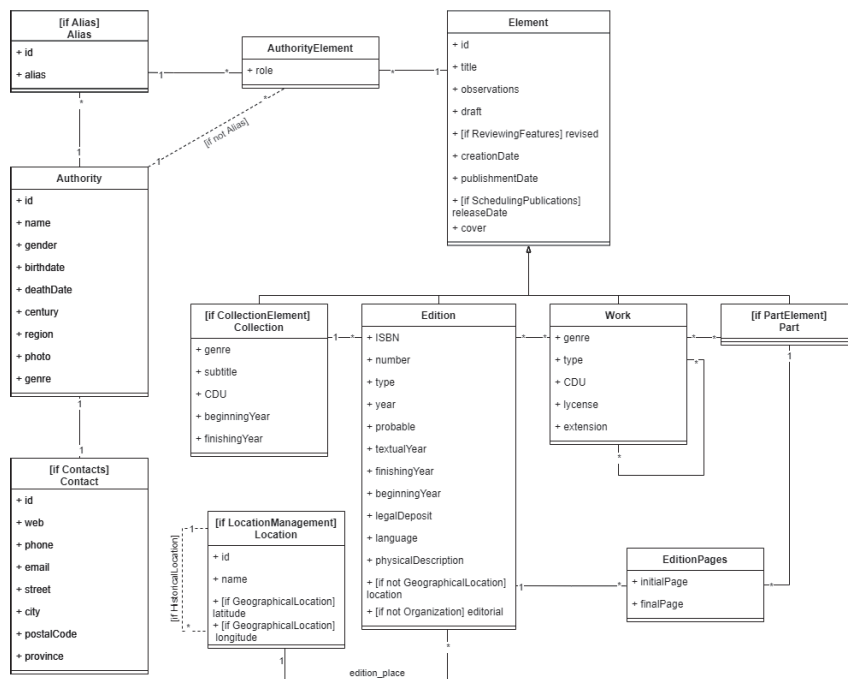 [if Alias]
Alias
+ id
+ alias
1
*
AuthorityElement
+ role
*
1
Element
+ id
+ title
+ observations
+ draft
+ [if ReviewingFeatures] revised
+ creationDate
+ publishmentDate
+ [if SchedulingPublications]
releaseDate
+ cover
*
1
[if not Alias]
1
*
Authority
+ id
+ name
+ gender
+ birthdate
+ deathDate
+ century
+ region
+ photo
+ genre
1
1
[if Contacts]
Contact
+ id
+ web
+ phone
+ email
+ street
+ city
+ postalCode
+ province
[if CollectionElement]
Collection
+ genre
+ subtitle
+ CDU
+ beginningYear
+ finishingYear
1
*
Edition
+ ISBN
+ number
+ type
+ year
+ probable
+ textualYear
+ finishingYear
+ beginningYear
+ legalDeposit
+ language
+ physicalDescription
+ [if not GeographicalLocation]
location
+ [if not Organization] editorial
*
*
Work
+ genre
+ type
+ CDU
+ lycense
+ extension
*
*
*
*
[if PartElement]
Part
1
*
[if HistoricalLocation]
1
*
[if LocationManagement]
Location
+ id
+ name
+ [if GeographicalLocation]
latitude
+ [if GeographicalLocation]
longitude
1
edition_place
*
1
*
EditionPages
+ initialPage
+ finalPage